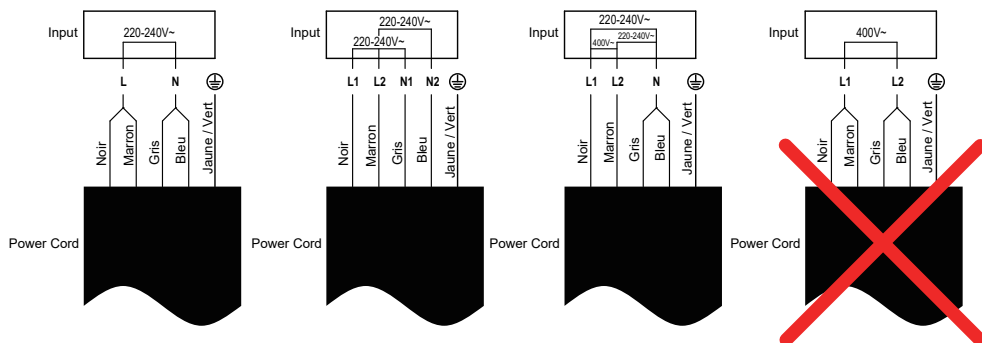 Input
220-240V~
L
N
Noir
Marron
Gris
Bleu
Jaune / Vert
Power Cord
Input
220-240V~
220-240V~
L1
L2
N1
N2
Noir
Marron
Gris
Bleu
Jaune / Vert
Power Cord
Input
220-240V~
400V~
220-240V~
L1
L2
N
Noir
Marron
Gris
Bleu
Jaune / Vert
Power Cord
Input
400V~
L1
L2
Noir
Marron
Gris
Bleu
Jaune / Vert
Power Cord